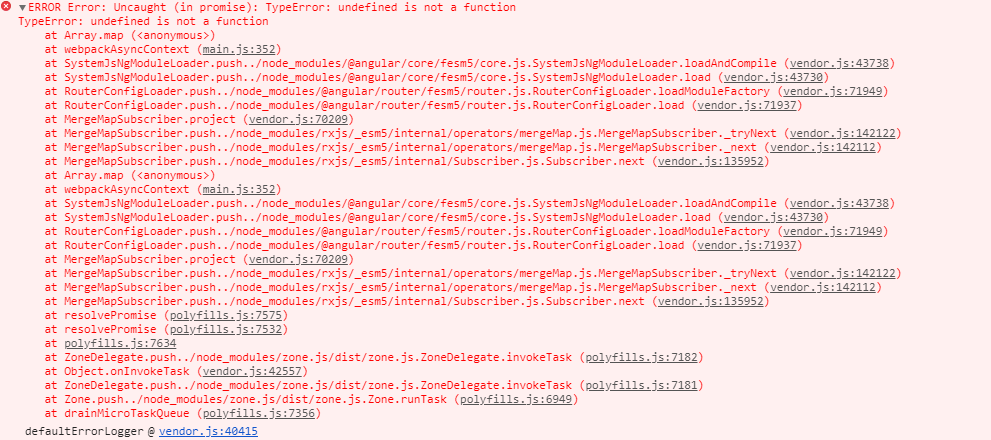 ▼ERROR Error: Uncaught (in promise): TypeError: undefined is not a function
TypeError: undefined is not a function
at Array.map (<anonymous>)
at webpackAsyncContext (main.js:352)
at SystemJsNgModuleLoader.push../node_modules/@angular/core/fesm5/core.js.SystemJsNgModuleLoader.loadAndCompile (vendor.js:43738)
at SystemJsNgModuleLoader.push../node_modules/@angular/core/fesm5/core.js.SystemJsNgModuleLoader.load (vendor.js:43730)
at RouterConfigLoader.push../node_modules/@angular/router/fesm5/router.js.RouterConfigLoader.loadModuleFactory (vendor.js:71949)
at RouterConfigLoader.push../node_modules/@angular/router/fesm5/router.js.RouterConfigLoader.load (vendor.js:71937)
at MergeMapSubscriber.project (vendor.js:70209)
at MergeMapSubscriber.push../node_modules/rxjs/_esm5/internal/operators/mergeMap.js.MergeMapSubscriber._tryNext (vendor.js:142122)
at MergeMapSubscriber.push../node_modules/rxjs/_esm5/internal/operators/mergeMap.js.MergeMapSubscriber._next (vendor.js:142112)
at MergeMapSubscriber.push../node_modules/rxjs/_esm5/internal/Subscriber.js.Subscriber.next (vendor.js:135952)
at Array.map (<anonymous>)
at webpackAsyncContext (main.js:352)
at SystemJsNgModuleLoader.push../node_modules/@angular/core/fesm5/core.js.SystemJsNgModuleLoader.loadAndCompile (vendor.js:43738)
at SystemJsNgModuleLoader.push../node_modules/@angular/core/fesm5/core.js.SystemJsNgModuleLoader.load (vendor.js:43730)
at RouterConfigLoader.push../node_modules/@angular/router/fesm5/router.js.RouterConfigLoader.loadModuleFactory (vendor.js:71949)
at RouterConfigLoader.push../node_modules/@angular/router/fesm5/router.js.RouterConfigLoader.load (vendor.js:71937)
at MergeMapSubscriber.project (vendor.js:70209)
at MergeMapSubscriber.push../node_modules/rxjs/_esm5/internal/operators/mergeMap.js.MergeMapSubscriber._tryNext (vendor.js:142122)
at MergeMapSubscriber.push../node_modules/rxjs/_esm5/internal/operators/mergeMap.js.MergeMapSubscriber._next (vendor.js:142112)
at MergeMapSubscriber.push../node_modules/rxjs/_esm5/internal/Subscriber.js.Subscriber.next (vendor.js:135952)
at resolvePromise (polyfills.js:7575)
at resolvePromise (polyfills.js:7532)
at polyfills.js:7634
at ZoneDelegate.push../node_modules/zone.js/dist/zone.js.ZoneDelegate.invokeTask (polyfills.js:7182)
at Object.onInvokeTask (vendor.js:42557)
at ZoneDelegate.push../node_modules/zone.js/dist/zone.js.ZoneDelegate.invokeTask (polyfills.js:7181)
at Zone.push../node_modules/zone.js/dist/zone.js.Zone.runTask (polyfills.js:6949)
at drainMicroTaskQueue (polyfills.js:7356)
defaultErrorLogger @ vendor.js:40415